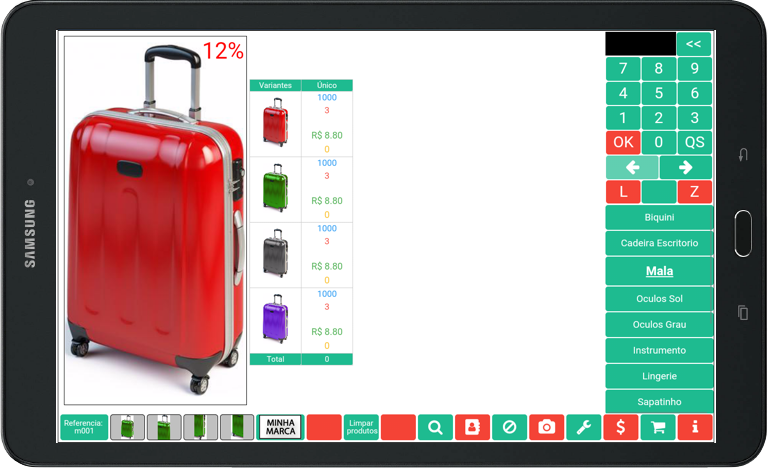 SAMSUNG
12%
Variantes Único
1000
3
R$ 8.80
0
1000
3
R$ 8.80
0
1000
3
R$ 8.80
0
1000
3
R$ 8.80
0
Total 0
<<
7 8 9
4 5 6
1 2 3
OK 0 QS
L Z
Biquini
Cadeira Escritorio
Mala
Oculos Sol
Oculos Grau
Instrumento
Lingerie
Sapatinho
Referencia:
m001
MINHA
MARCA
Limpar
produtos
$
i